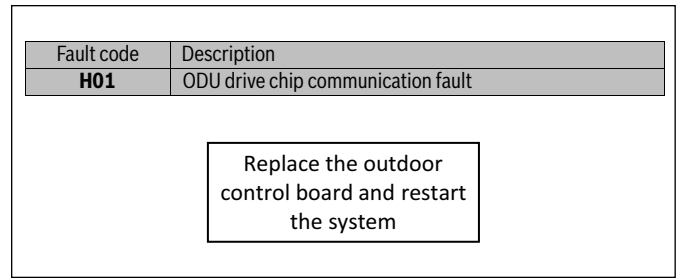 Fault code Description
H01 ODU drive chip communication fault
Replace the outdoor
control board and restart
the system